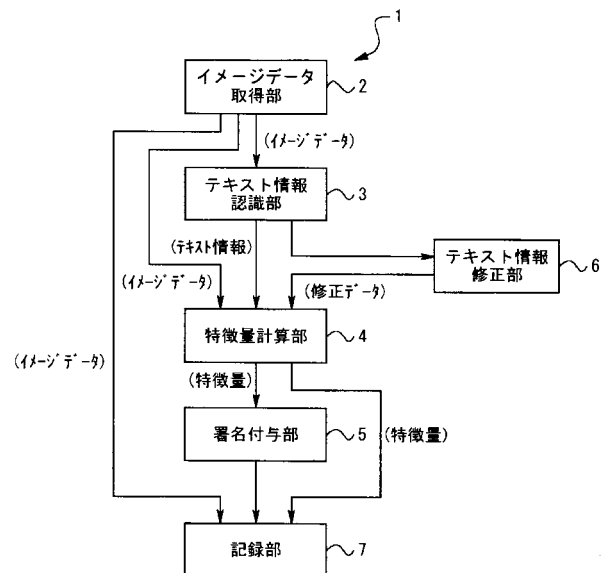 1
イメージデータ
取得部
2
(イメージデータ)
テキスト情報
認識部
3
(テキスト情報)
(イメージデータ)
テキスト情報
修正部
6
(修正データ)
(イメージデータ)
特徴量計算部
4
(特徴量)
(特徴量)
署名付与部
5
記録部
7